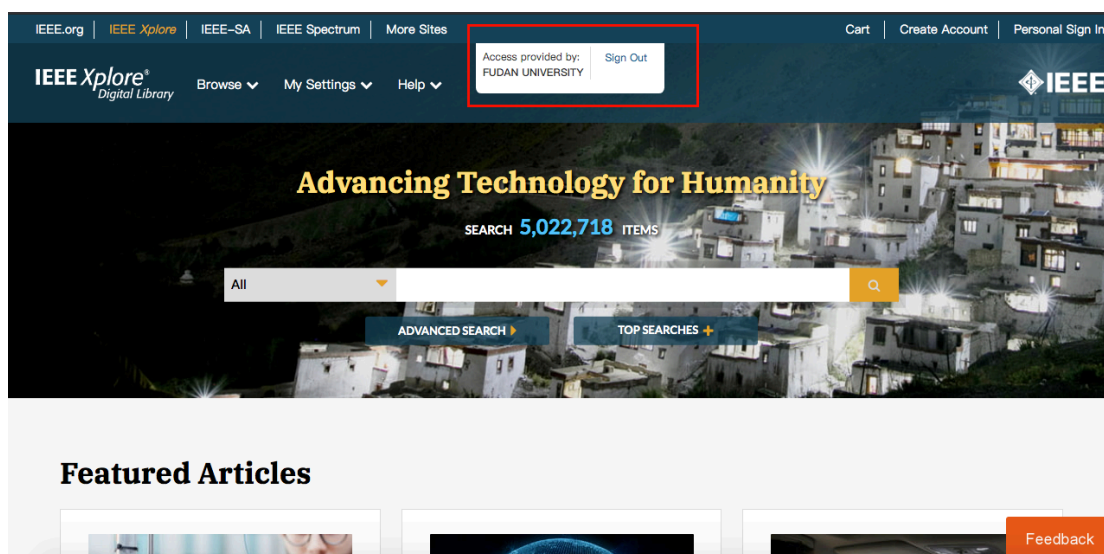 IEEE.org IEEE Xplore IEEE–SA IEEE Spectrum More Sites Cart Create Account Personal Sign In
Access provided by: Sign Out
FUDAN UNIVERSITY
IEEE Xplore®
Digital Library
Browse My Settings Help
IEEE
Advancing Technology for Humanity
SEARCH 5,022,718 ITEMS
All
ADVANCED SEARCH TOP SEARCHES
Featured Articles
Feedback